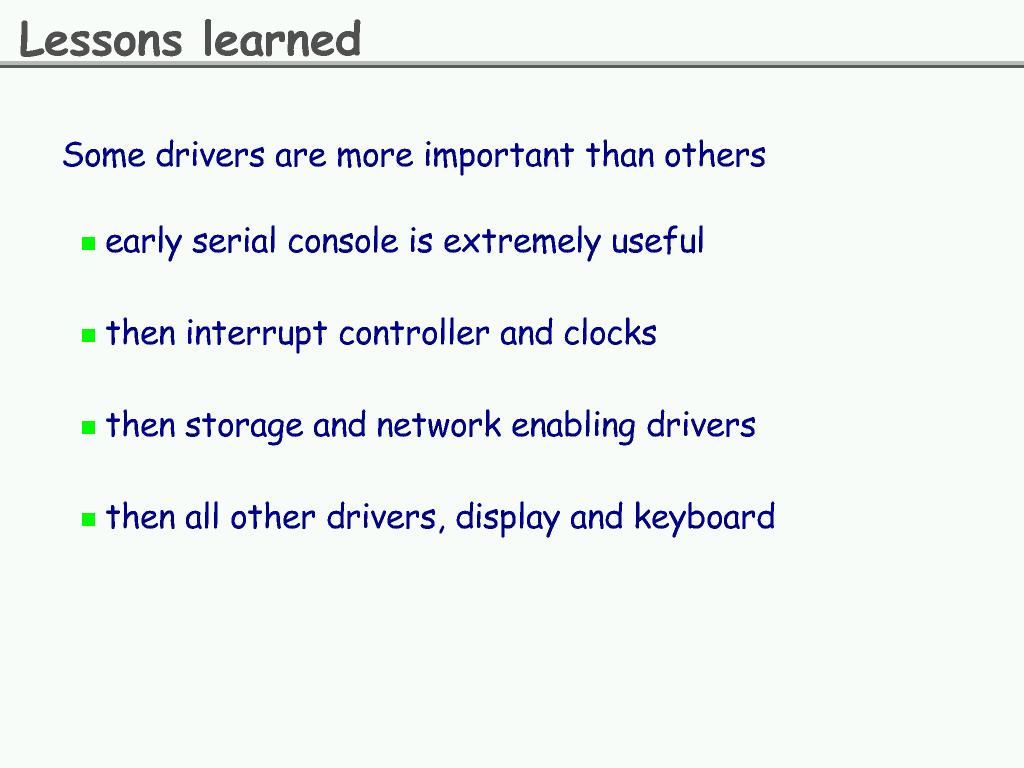 Lessons learned
Some drivers are more important than others
early serial console is extremely useful
then interrupt controller and clocks
then storage and network enabling drivers
then all other drivers, display and keyboard